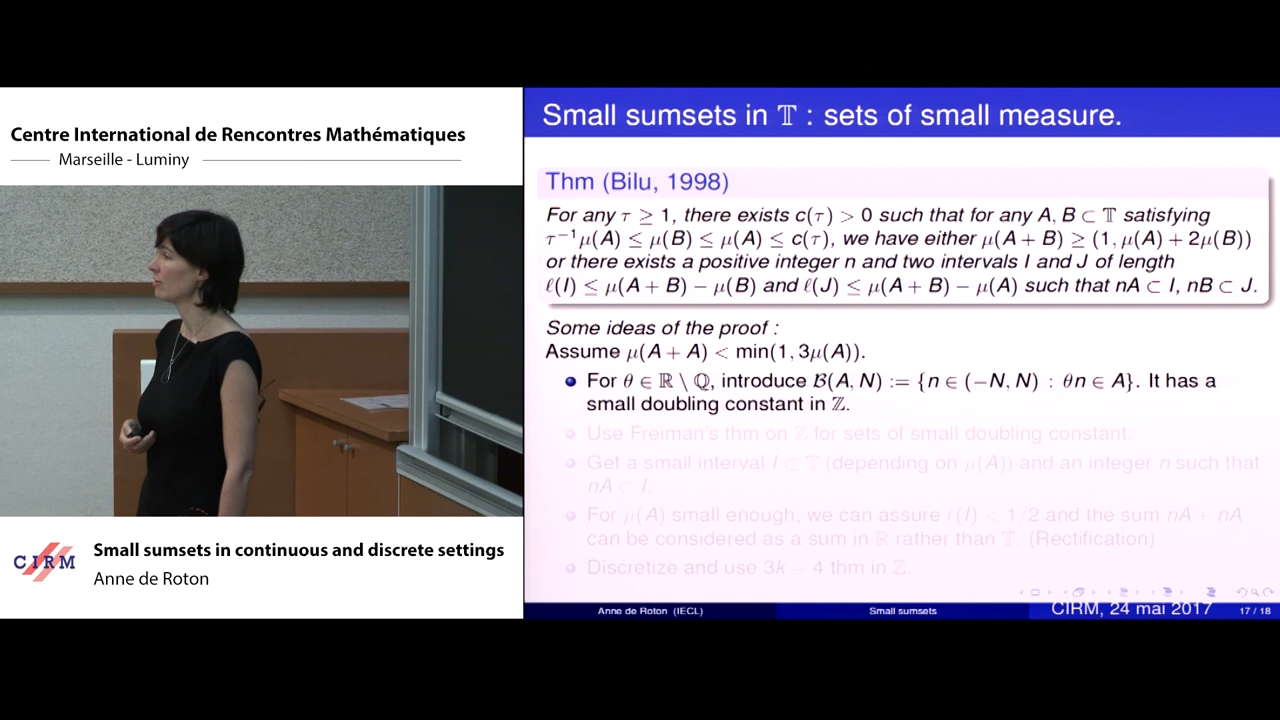 Centre International de Rencontres Mathématiques
Marseille - Luminy
Small sumsets in 𝕋 : sets of small measure.
Thm (Bilu, 1998)
For any τ ≥ 1, there exists c(τ) > 0 such that for any A, B ⊂ 𝕋 satisfying
τ⁻¹μ(A) ≤ μ(B) ≤ μ(A) ≤ c(τ), we have either μ(A + B) ≥ (1, μ(A) + 2μ(B))
or there exists a positive integer n and two intervals I and J of length
ℓ(I) ≤ μ(A + B) − μ(B) and ℓ(J) ≤ μ(A + B) − μ(A) such that nA ⊂ I, nB ⊂ J.
Some ideas of the proof :
Assume μ(A + A) < min(1, 3μ(A)).
For θ ∈ ℝ \ ℚ, introduce ℬ(A, N) := {n ∈ (−N, N) : θn ∈ A}. It has a
small doubling constant in ℤ.
Use Freiman's thm on ℤ for sets of small doubling constant.
Get a small interval I ⊂ 𝕋 (depending on μ(A)) and an integer n such that
nA ⊂ I.
For μ(A) small enough, we can assure ℓ(I) < 1/2 and the sum nA + nA
can be considered as a sum in ℝ rather than 𝕋. (Rectification)
Discretize and use 3k − 4 thm in ℤ.
CIRM
Small sumsets in continuous and discrete settings
Anne de Roton
Anne de Roton (IECL)
Small sumsets
CIRM, 24 mai 2017
17 / 18